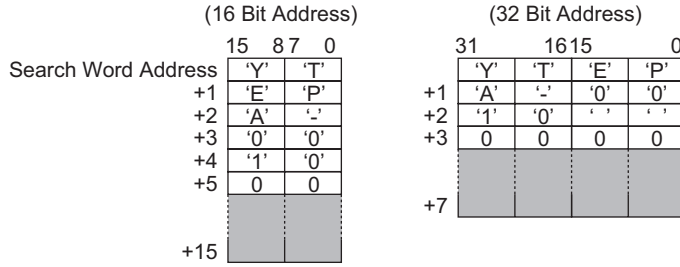 (16 Bit Address) (32 Bit Address)
15 8 7 0 31 16 15 0
Search Word Address ‘Y’ ‘T’ ‘Y’ ‘T’ ‘E’ ‘P’
+1 ‘E’ ‘P’ +1 ‘A’ ‘-’ ‘0’ ‘0’
+2 ‘A’ ‘-’ +2 ‘1’ ‘0’ ‘ ’ ‘ ’
+3 ‘0’ ‘0’ +3 0 0 0 0
+4 ‘1’ ‘0’
+5 0 0
+7
+15